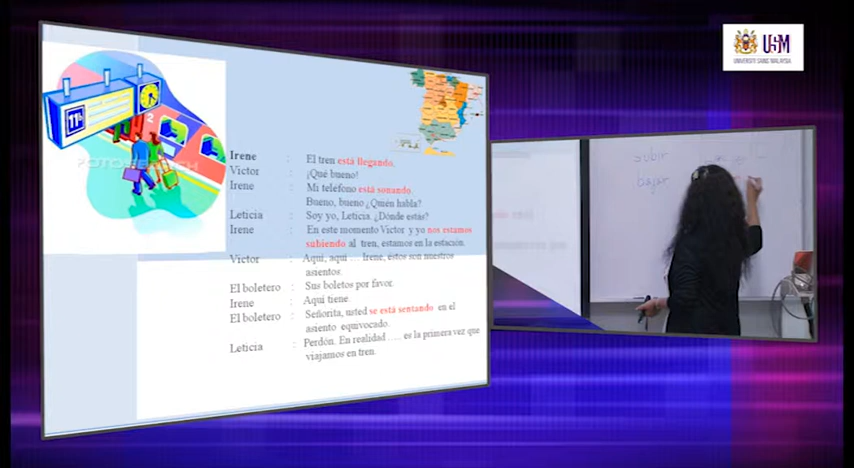 USM
UNIVERSITI SAINS MALAYSIA
11
2
Irene : El tren está llegando.
Victor : ¡Qué bueno!
Irene : Mi teléfono está sonando.
Bueno, bueno ¿Quién habla?
Leticia : Soy yo, Leticia. ¿Dónde estás?
Irene : En este momento Victor y yo nos estamos
subiendo al tren, estamos en la estación.
Victor : Aquí, aquí .... Irene, éstos son nuestros
asientos.
El boletero : Sus boletos por favor.
Irene : Aquí tiene.
El boletero : Señorita, usted se está sentando en el
asiento equivocado.
Leticia : Perdón. En realidad ..... es la primera vez que
viajamos en tren.
subir
bajar